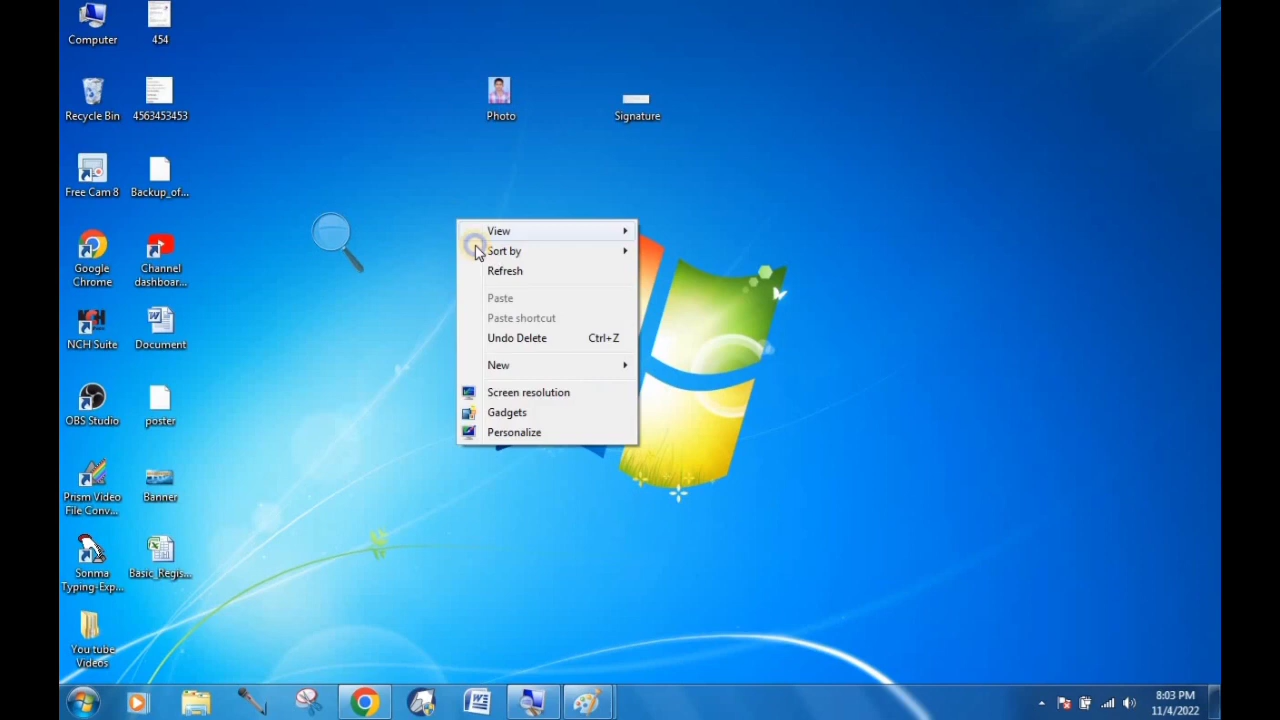 Computer
454
Recycle Bin
4563453453
Photo
Signature
Free Cam 8
Backup_of...
Google
Chrome
Channel
dashboar...
NCH Suite
Document
OBS Studio
poster
Prism Video
File Conv...
Banner
Sonma
Typing-Exp...
Basic_Regis...
You tube
Videos
View
Sort by
Refresh
Paste
Paste shortcut
Undo Delete Ctrl+Z
New
Screen resolution
Gadgets
Personalize
8:03 PM
11/4/2022